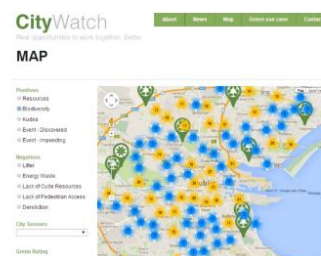 CityWatch
About News Map Green use case Contact
Real opportunities to work together, better
MAP
Positives
Resources
Biodiversity
Kudos
Event - Discovered
Event - Impending
Negatives
Litter
Energy Waste
Lack of Cycle Resources
Lack of Pedestrian Access
Dereliction
City Sensors
Green Rating